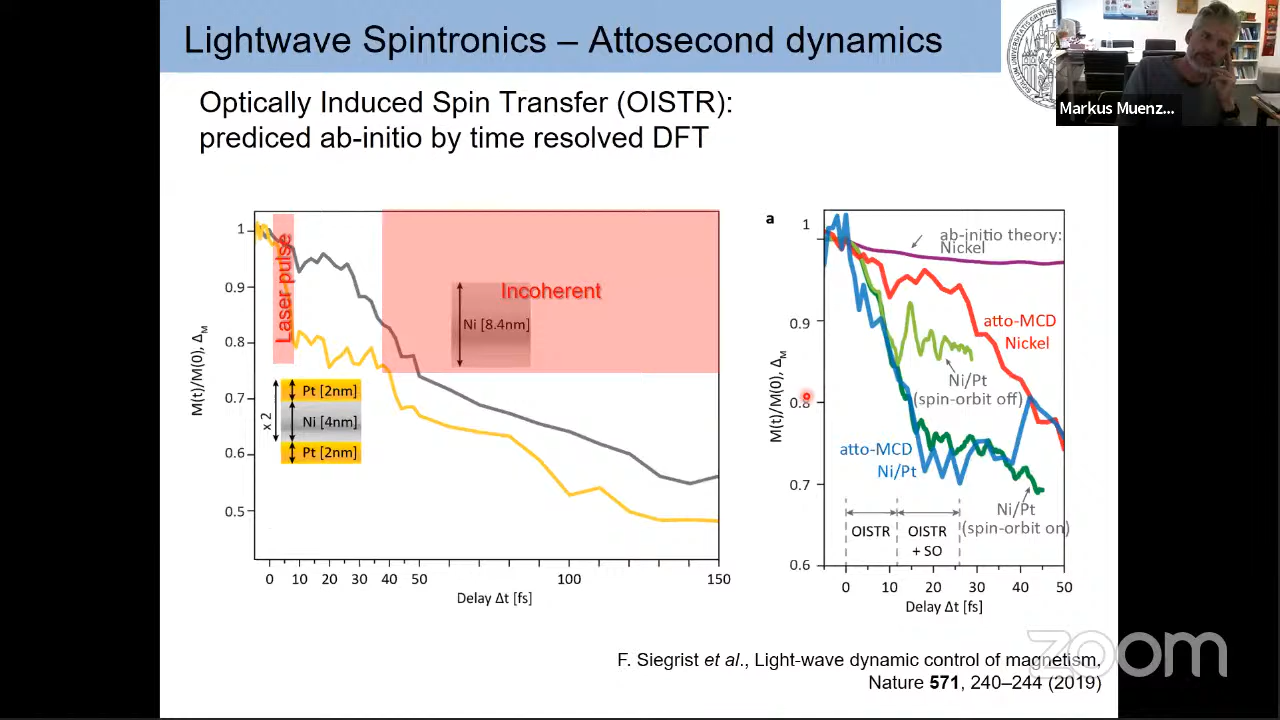 Lightwave Spintronics – Attosecond dynamics
Markus Muenz...
Optically Induced Spin Transfer (OISTR):
prediced ab-initio by time resolved DFT
M(t)/M(0), Δ_M
1
0.9
0.8
0.7
0.6
0.5
Laser pulse
Incoherent
Ni [8.4nm]
x 2
Pt [2nm]
Ni [4nm]
Pt [2nm]
0 10 20 30 40 50 100 150
Delay Δt [fs]
a
M(t)/M(0), Δ_M
1
0.9
0.8
0.7
0.6
ab-initio theory:
Nickel
atto-MCD
Nickel
Ni/Pt
(spin-orbit off)
atto-MCD
Ni/Pt
Ni/Pt
(spin-orbit on)
OISTR
OISTR
+ SO
0 10 20 30 40 50
Delay Δt [fs]
F. Siegrist et al., Light-wave dynamic control of magnetism.
Nature 571, 240–244 (2019)
zoom